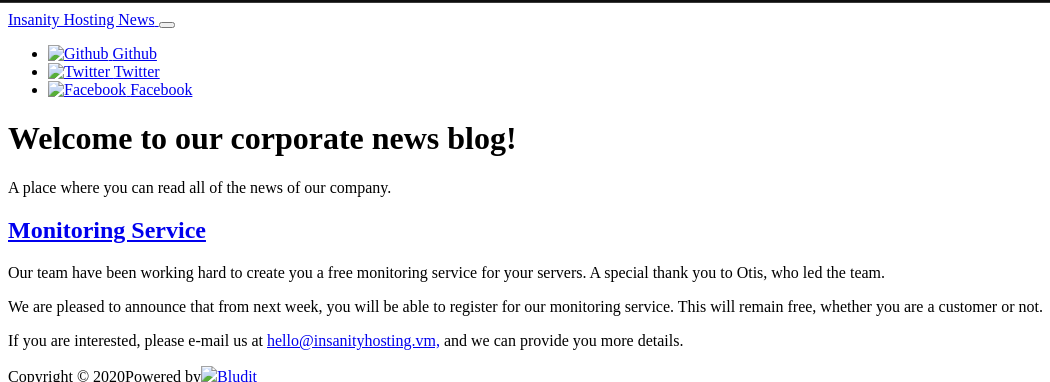 Insanity Hosting News
Github Github
Twitter Twitter
Facebook Facebook
Welcome to our corporate news blog!
A place where you can read all of the news of our company.
Monitoring Service
Our team have been working hard to create you a free monitoring service for your servers. A special thank you to Otis, who led the team.
We are pleased to announce that from next week, you will be able to register for our monitoring service. This will remain free, whether you are a customer or not.
If you are interested, please e-mail us at hello@insanityhosting.vm, and we can provide you more details.
Copyright © 2020Powered by Bludit